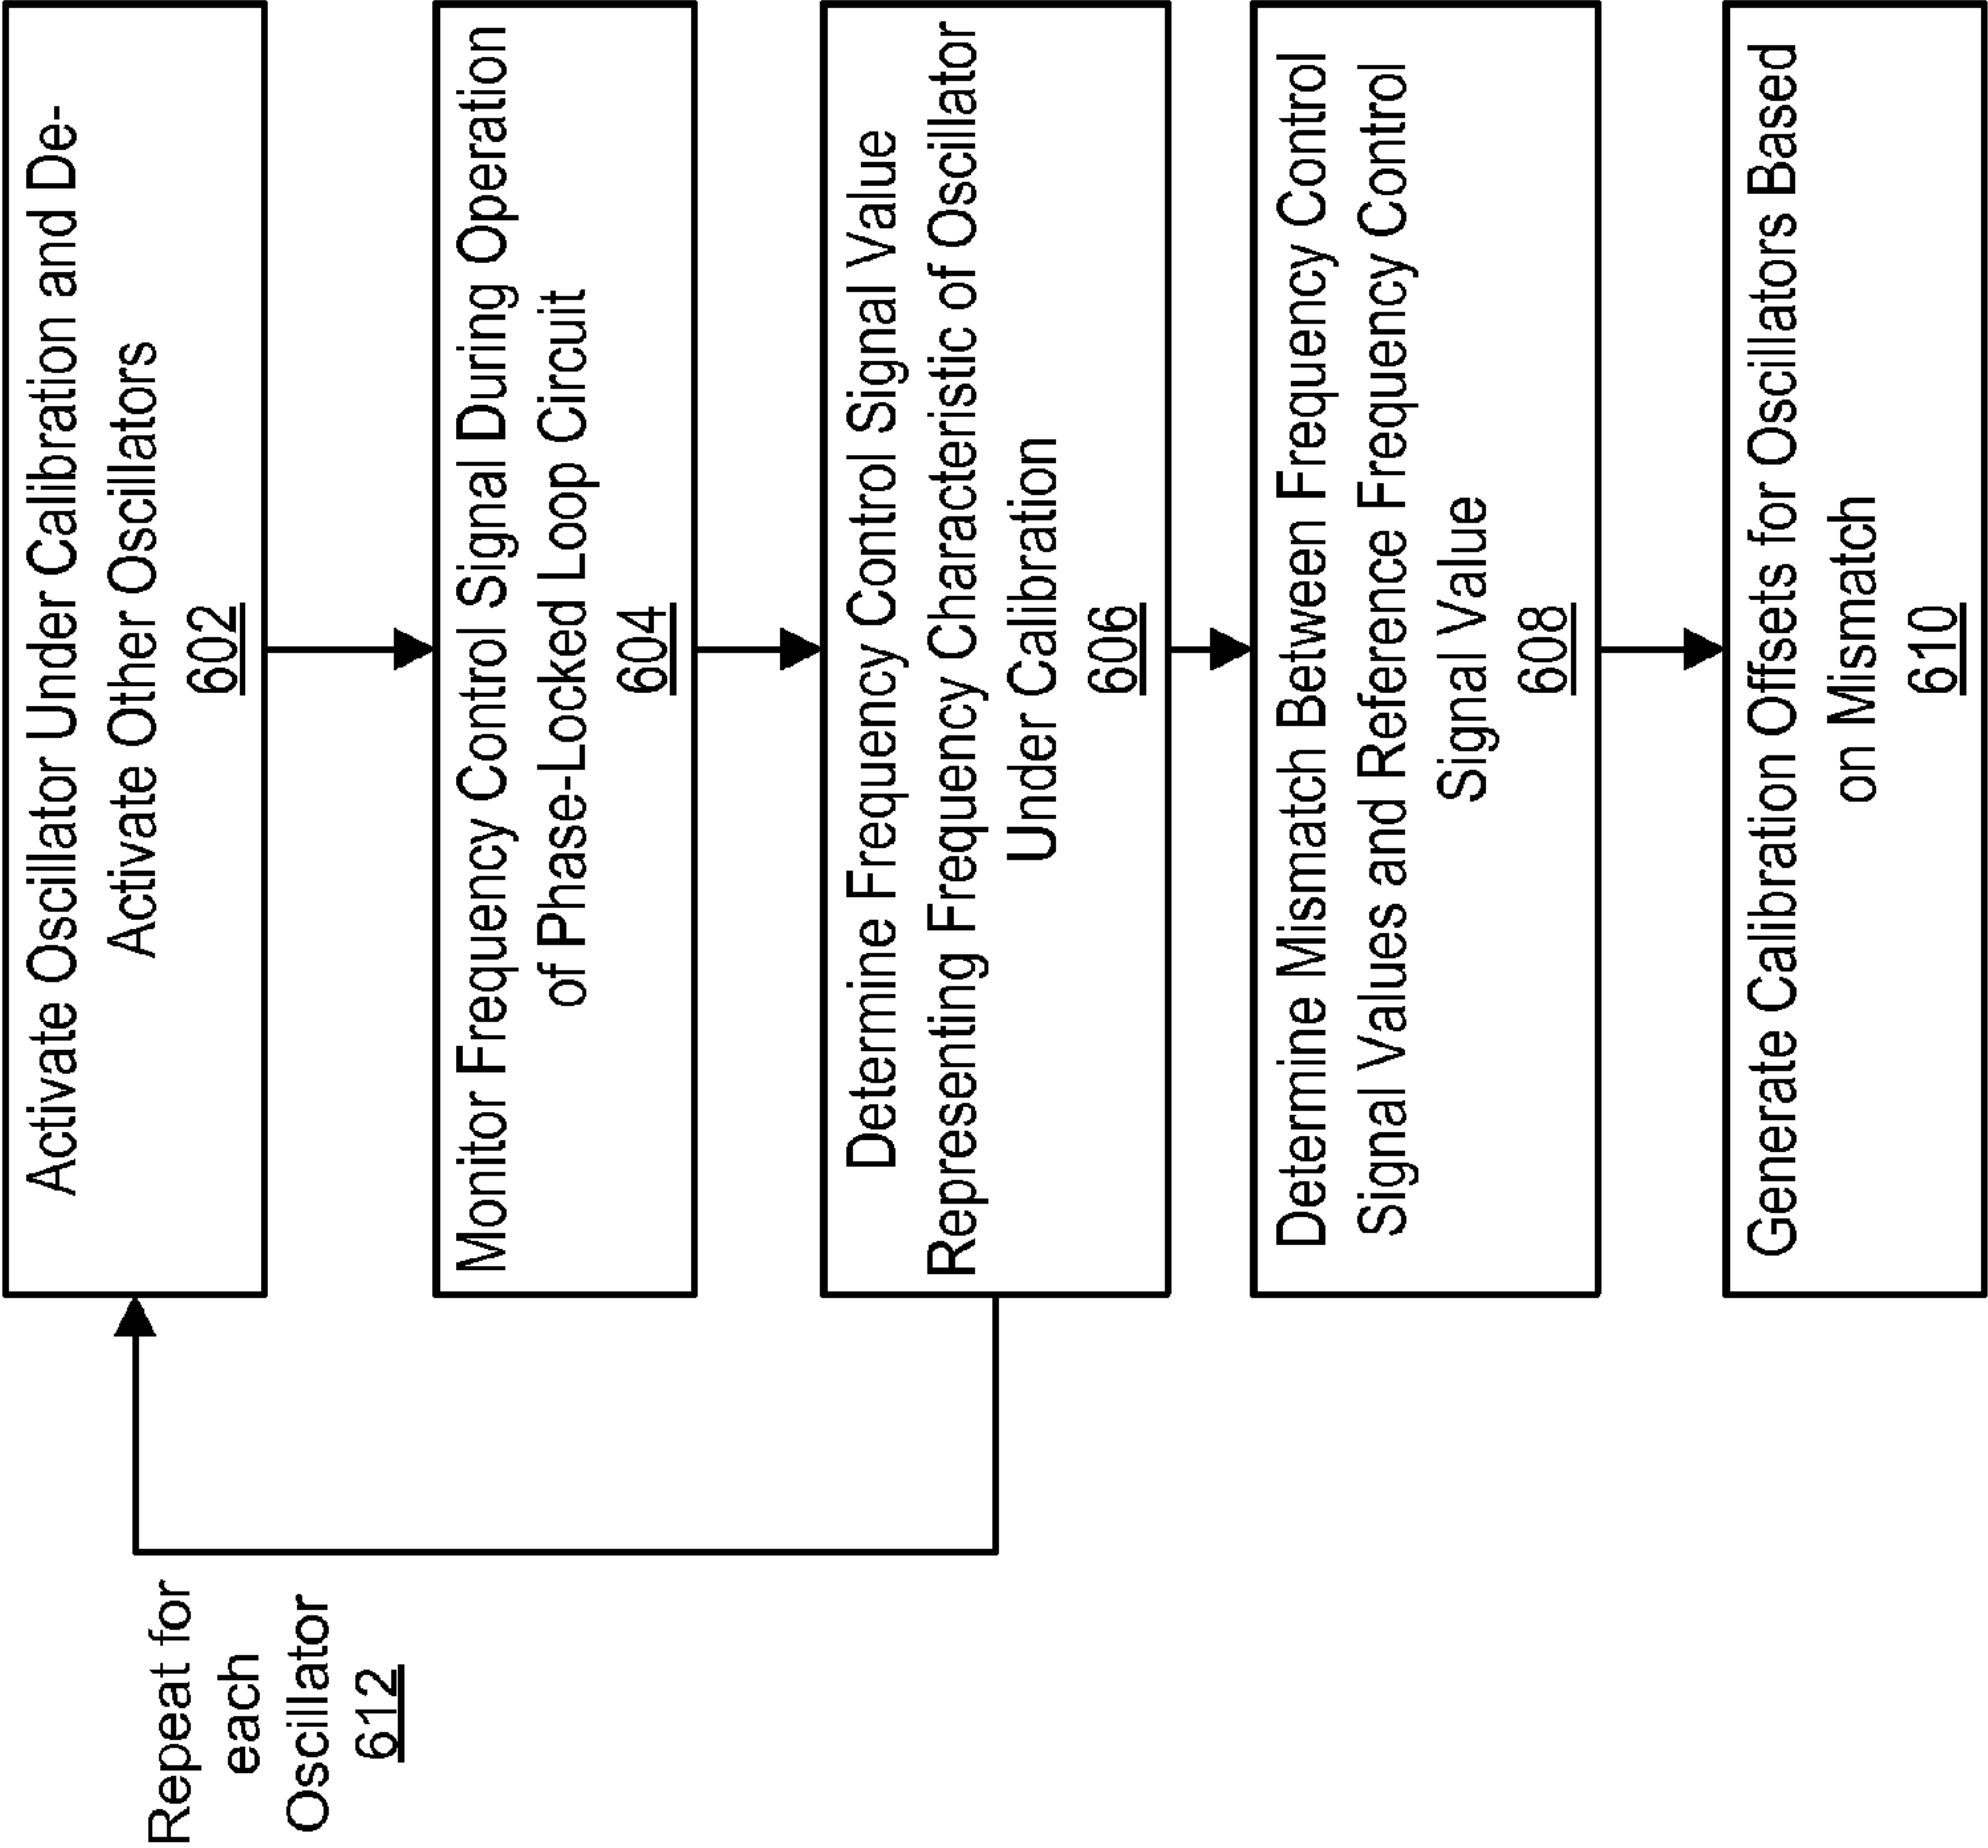 Activate Oscillator Under Calibration and De-
Activate Other Oscillators
602
Monitor Frequency Control Signal During Operation
of Phase-Locked Loop Circuit
604
Determine Frequency Control Signal Value
Representing Frequency Characteristic of Oscillator
Under Calibration
606
Determine Mismatch Between Frequency Control
Signal Values and Reference Frequency Control
Signal Value
608
Generate Calibration Offsets for Oscillators Based
on Mismatch
610
Repeat for
each
Oscillator
612